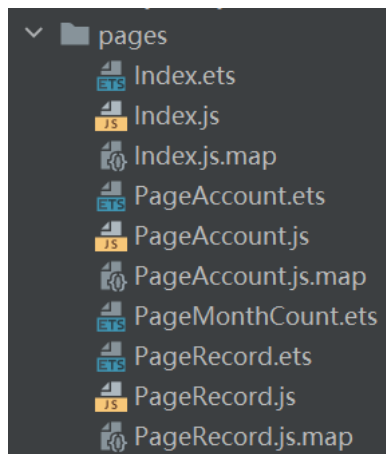 pages
Index.ets
Index.js
Index.js.map
PageAccount.ets
PageAccount.js
PageAccount.js.map
PageMonthCount.ets
PageRecord.ets
PageRecord.js
PageRecord.js.map